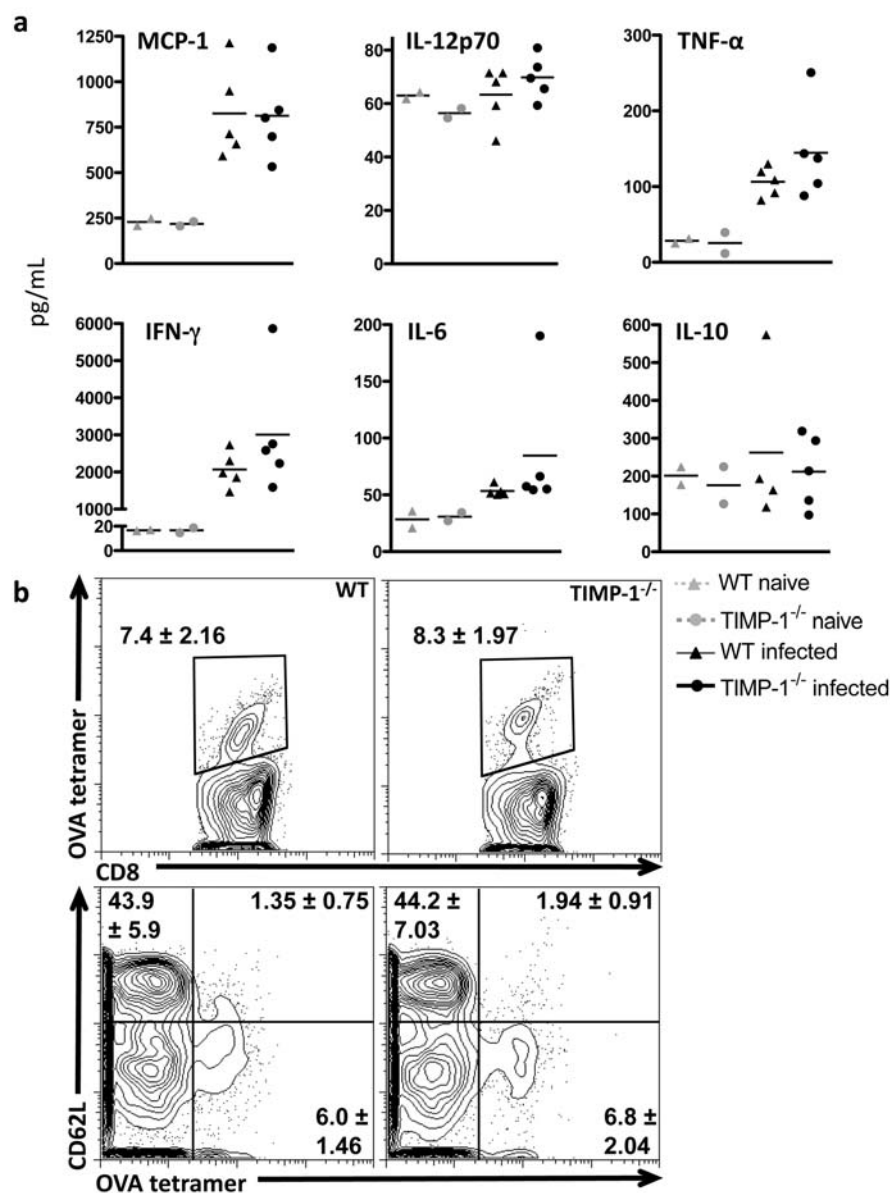 a
MCP-1
1250
1000
750
500
250
0
IL-12p70
80
60
40
20
0
TNF-α
300
200
100
0
pg/mL
IFN-γ
6000
5000
4000
3000
2000
1000
20
0
IL-6
200
150
100
50
0
IL-10
600
500
400
300
200
100
0
WT naive
TIMP-1-/- naive
WT infected
TIMP-1-/- infected
b
WT
7.4 ± 2.16
TIMP-1-/-
8.3 ± 1.97
OVA tetramer
CD8
43.9
± 5.9
1.35 ± 0.75
6.0 ±
1.46
44.2 ±
7.03
1.94 ± 0.91
6.8 ±
2.04
CD62L
OVA tetramer